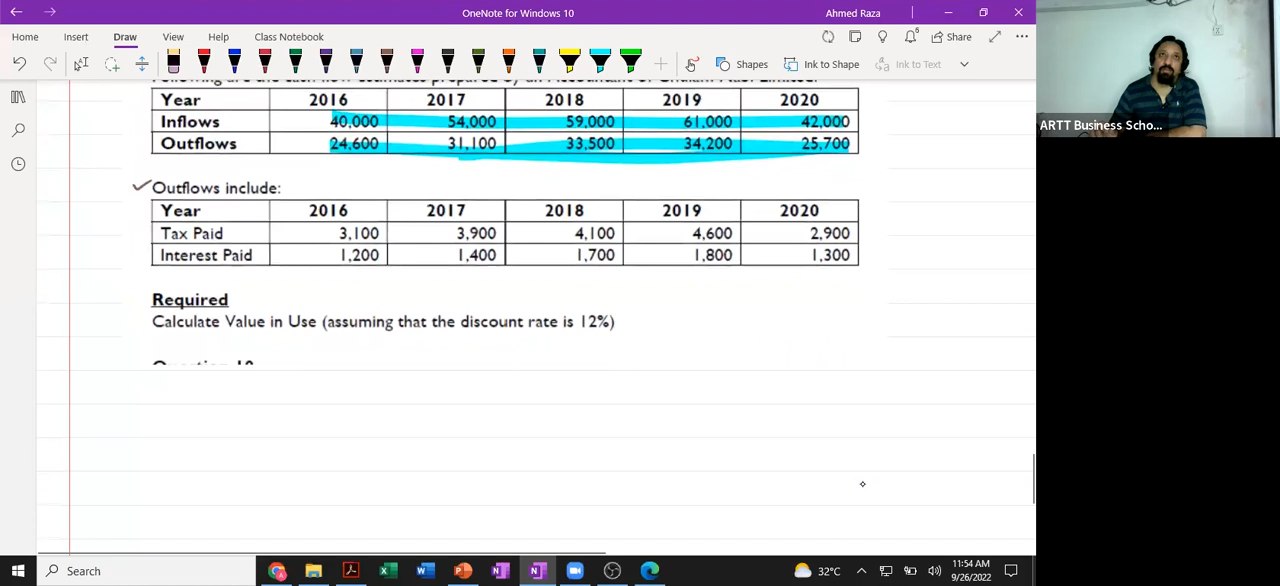 OneNote for Windows 10
Ahmed Raza
Home Insert Draw View Help Class Notebook
6 Share
Shapes Ink to Shape Ink to Text
Year 2016 2017 2018 2019 2020
Inflows 40,000 54,000 59,000 61,000 42,000
Outflows 24,600 31,100 33,500 34,200 25,700
Outflows include:
Year 2016 2017 2018 2019 2020
Tax Paid 3,100 3,900 4,100 4,600 2,900
Interest Paid 1,200 1,400 1,700 1,800 1,300
Required
Calculate Value in Use (assuming that the discount rate is 12%)
ARTT Business Scho...
Search
32°C
11:54 AM
9/26/2022